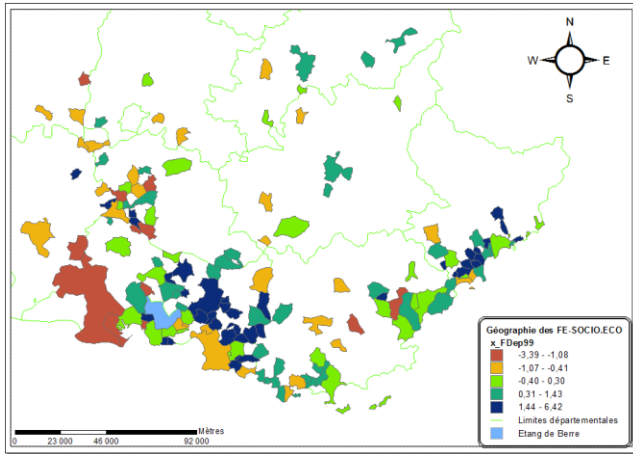 N
W E
S
Géographie des FE-SOCIO.ECO
x_FDep99
-3,39 - -1,08
-1,07 - -0,41
-0,40 - 0,30
0,31 - 1,43
1,44 - 6,42
Limites départementales
Etang de Berre
Mètres
0 23 000 46 000 92 000